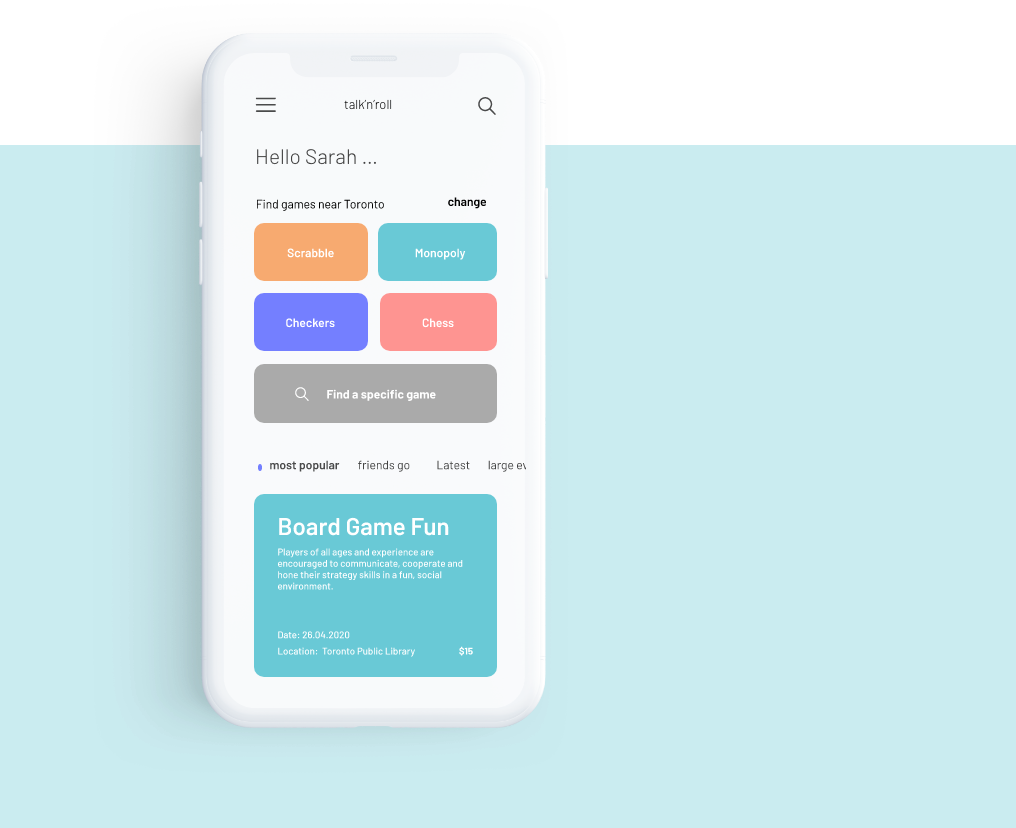 talk'n'roll
Hello Sarah ...
Find games near Toronto
change
Scrabble
Monopoly
Checkers
Chess
Find a specific game
most popular friends go Latest large ev
Board Game Fun
Players of all ages and experience are
encouraged to communicate, cooperate and
hone their strategy skills in a fun, social
environment.
Date: 26.04.2020
Location: Toronto Public Library
$15